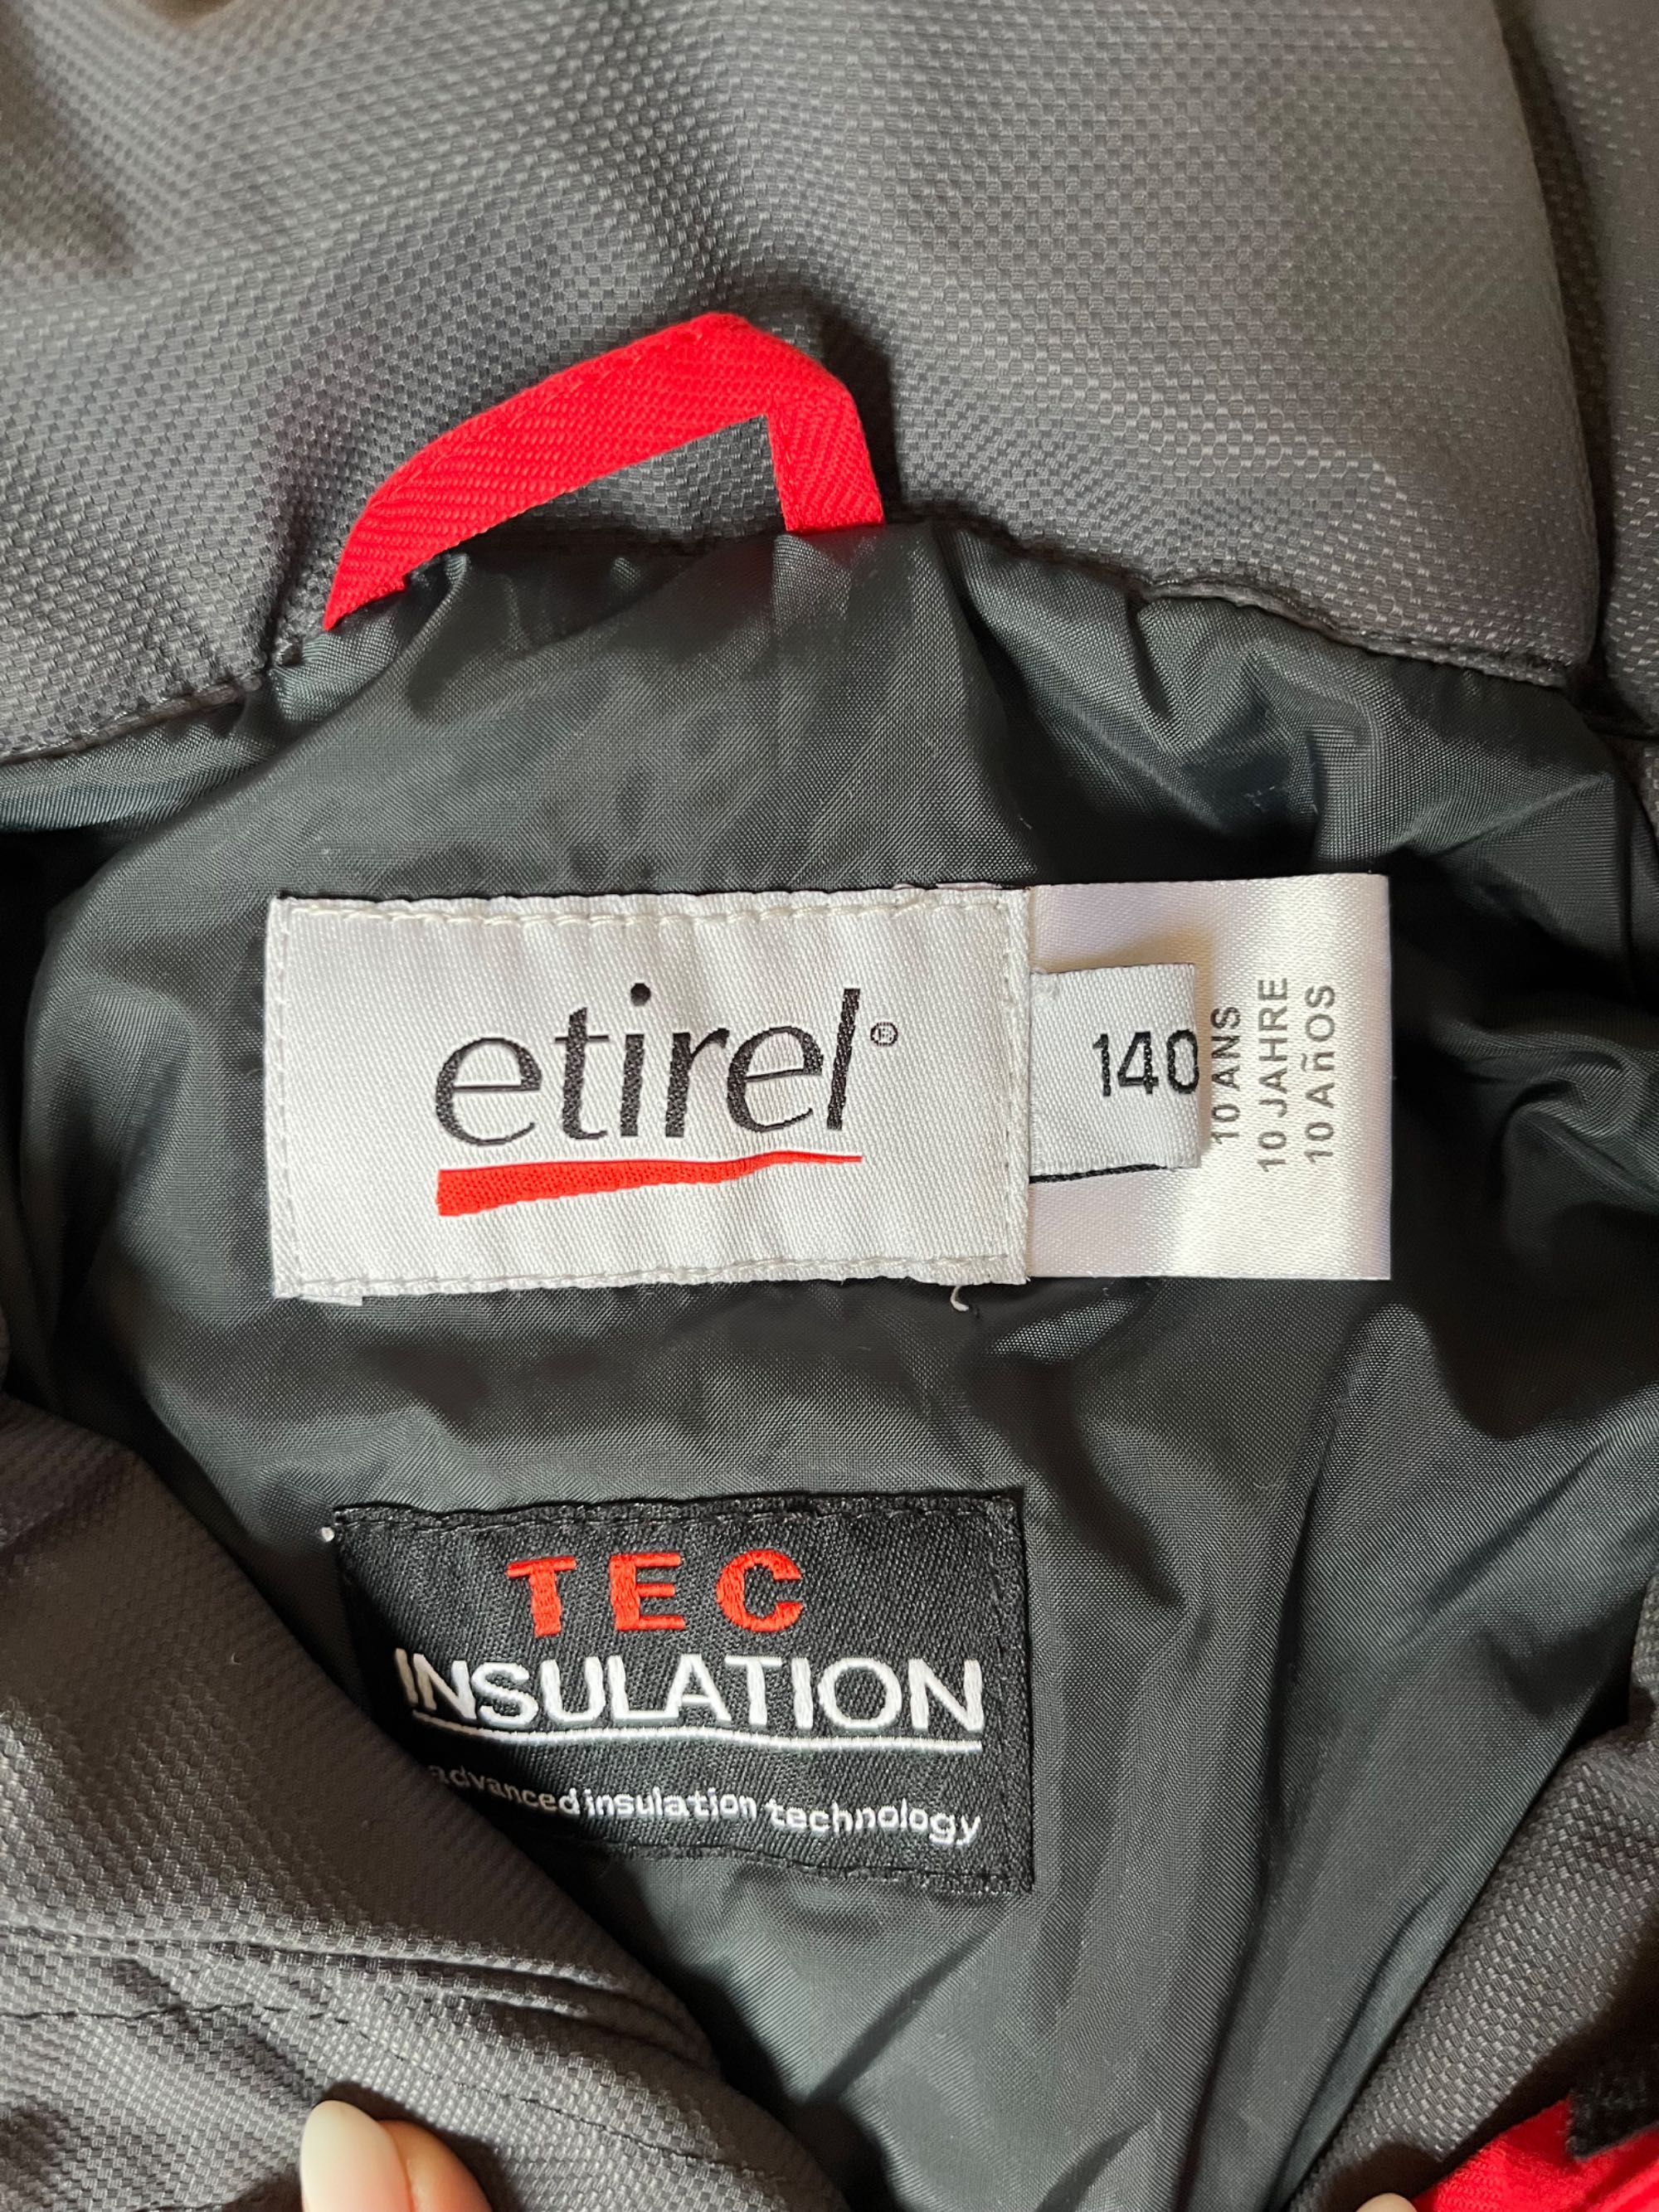 etirel®
140
10 ANS
10 JAHRE
10 AñOS
TEC
INSULATION
advanced insulation technology